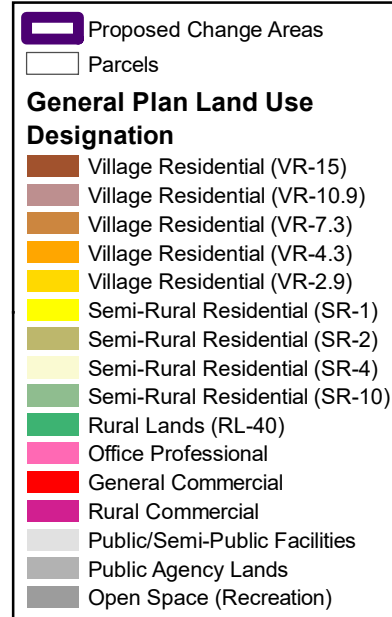 Proposed Change Areas
Parcels
General Plan Land Use
Designation
Village Residential (VR-15)
Village Residential (VR-10.9)
Village Residential (VR-7.3)
Village Residential (VR-4.3)
Village Residential (VR-2.9)
Semi-Rural Residential (SR-1)
Semi-Rural Residential (SR-2)
Semi-Rural Residential (SR-4)
Semi-Rural Residential (SR-10)
Rural Lands (RL-40)
Office Professional
General Commercial
Rural Commercial
Public/Semi-Public Facilities
Public Agency Lands
Open Space (Recreation)